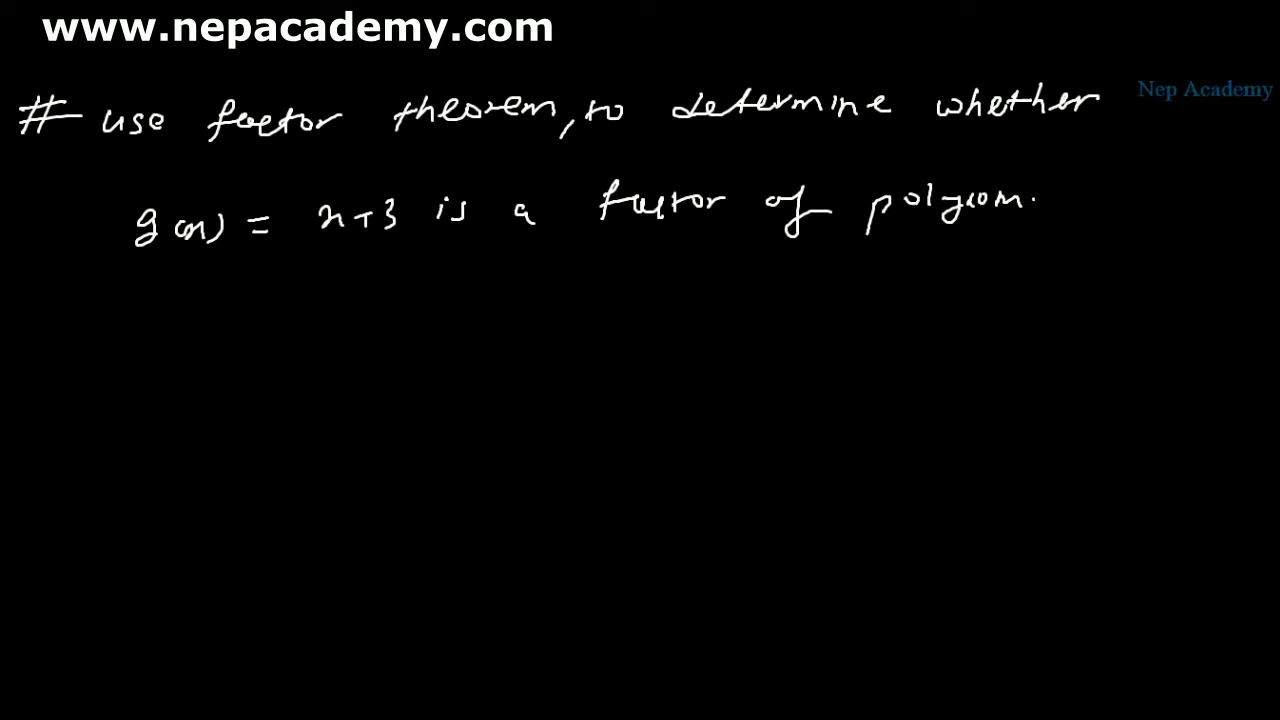 www.nepacademy.com
Nep Academy
# use factor theorem, to determine whether
g(x) = x+3 is a factor of polynom.